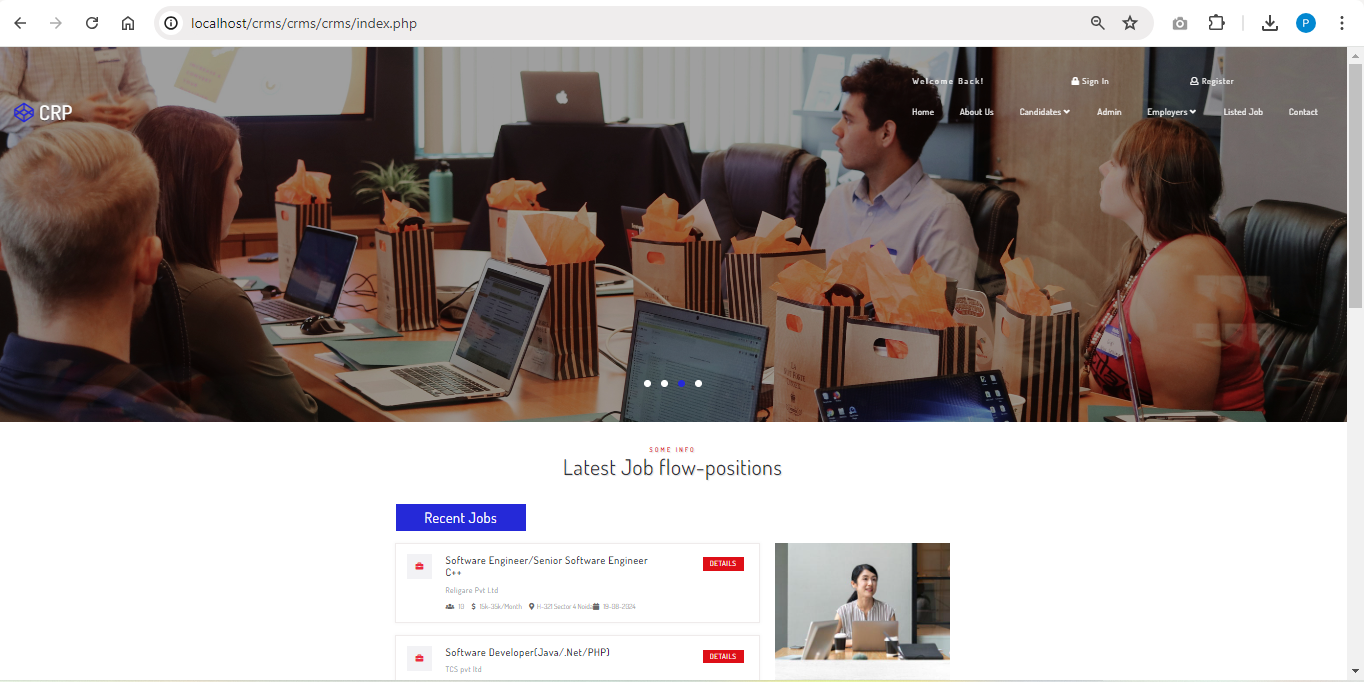 localhost/crms/crms/crms/index.php
P
Welcome Back! Sign In Register
CRP
Home About Us Candidates Admin Employers Listed Job Contact
SOME INFO
Latest Job flow-positions
Recent Jobs
Software Engineer/Senior Software Engineer
C++
DETAILS
Religare Pvt Ltd
10 15k-35k/Month H-321 Sector 4 Noida 19-08-2024
Software Developer(Java/.Net/PHP)
DETAILS
TCS pvt ltd